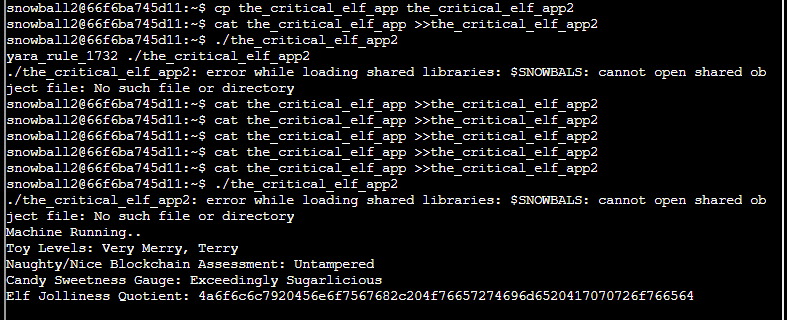 snowball2@66f6ba745d11:~$ cp the_critical_elf_app the_critical_elf_app2
snowball2@66f6ba745d11:~$ cat the_critical_elf_app >>the_critical_elf_app2
snowball2@66f6ba745d11:~$ ./the_critical_elf_app2
yara_rule_1732 ./the_critical_elf_app2
./the_critical_elf_app2: error while loading shared libraries: $SNOWBALS: cannot open shared ob
ject file: No such file or directory
snowball2@66f6ba745d11:~$ cat the_critical_elf_app >>the_critical_elf_app2
snowball2@66f6ba745d11:~$ cat the_critical_elf_app >>the_critical_elf_app2
snowball2@66f6ba745d11:~$ cat the_critical_elf_app >>the_critical_elf_app2
snowball2@66f6ba745d11:~$ cat the_critical_elf_app >>the_critical_elf_app2
snowball2@66f6ba745d11:~$ cat the_critical_elf_app >>the_critical_elf_app2
snowball2@66f6ba745d11:~$ ./the_critical_elf_app2
./the_critical_elf_app2: error while loading shared libraries: $SNOWBALS: cannot open shared ob
ject file: No such file or directory
Machine Running..
Toy Levels: Very Merry, Terry
Naughty/Nice Blockchain Assessment: Untampered
Candy Sweetness Gauge: Exceedingly Sugarlicious
Elf Jolliness Quotient: 4a6f6c6c7920456e6f7567682c204f76657274696d6520417070726f766564